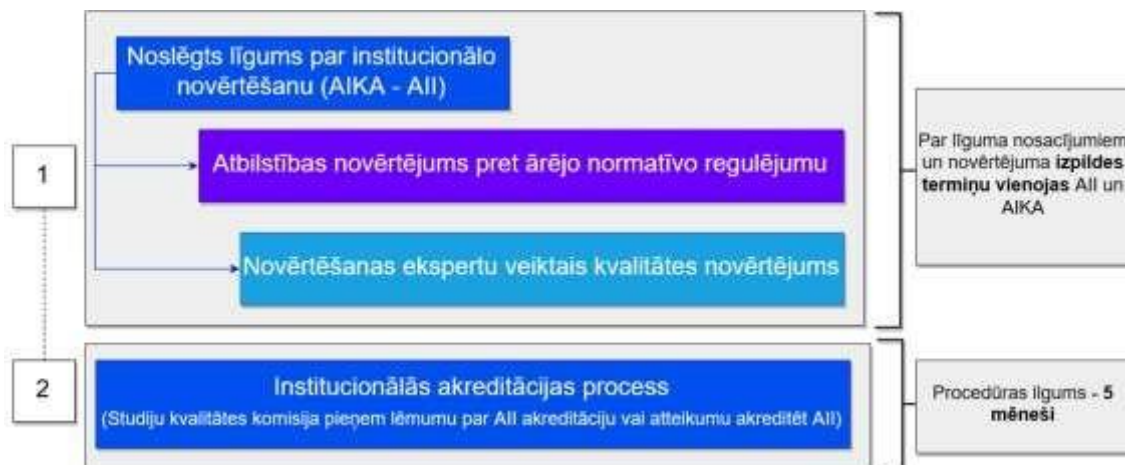 Noslēgts līgums par institucionālo
novērtēšanu (AIKA - AII)
1
Atbilstības novērtējums pret ārējo normatīvo regulējumu
Novērtēšanas ekspertu veiktais kvalitātes novērtējums
Par līguma nosacījumiem
un novērtējuma izpildes
termiņu vienojas AII un
AIKA
2
Institucionālās akreditācijas process
(Studiju kvalitātes komisija pieņem lēmumu par AII akreditāciju vai atteikumu akreditēt AII)
Procedūras ilgums - 5
mēneši